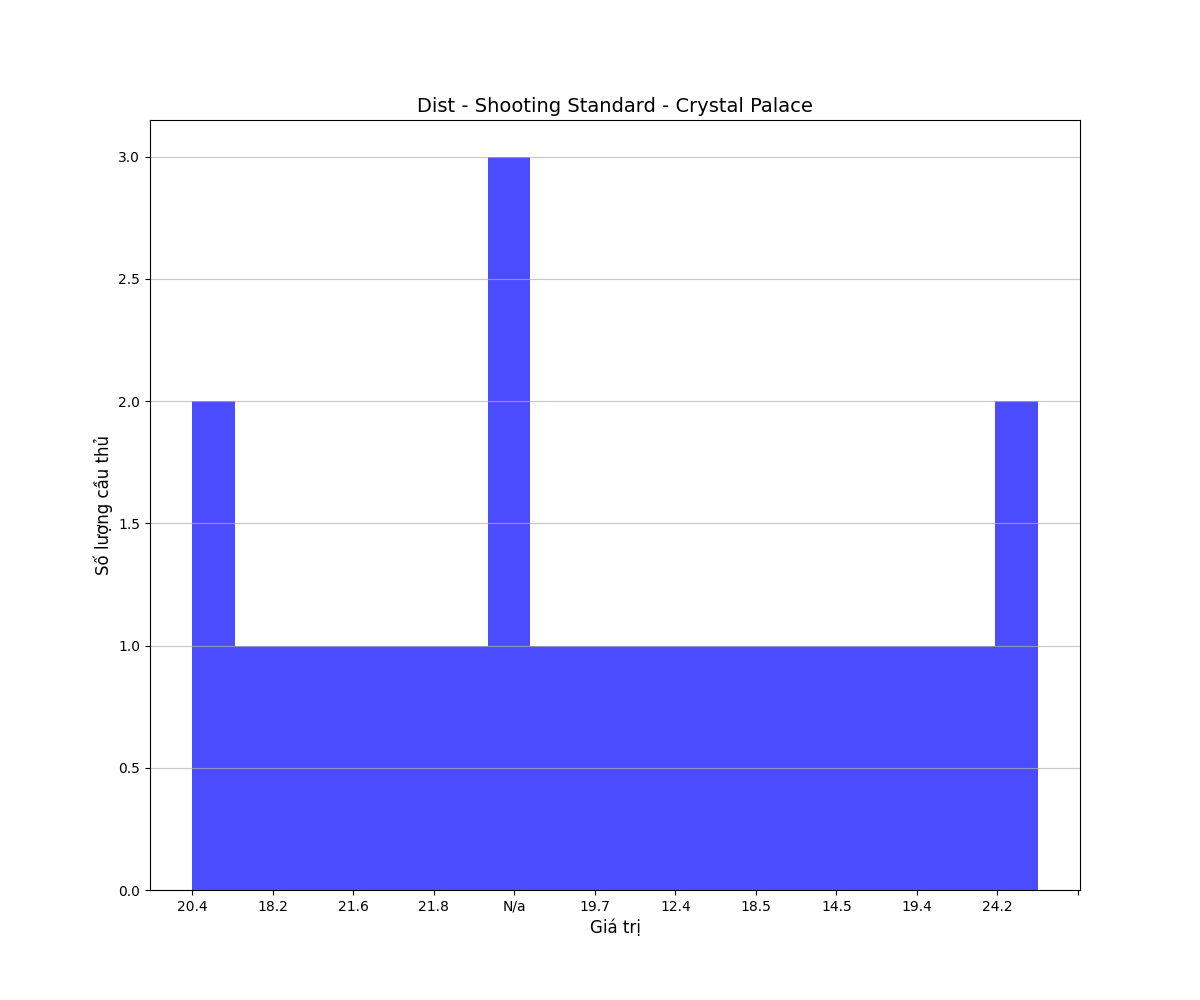 Dist - Shooting Standard - Crystal Palace
3.0
2.5
2.0
1.5
1.0
0.5
0.0
Số lượng cầu thủ
20.4 18.2 21.6 21.8 N/a 19.7 12.4 18.5 14.5 19.4 24.2
Giá trị